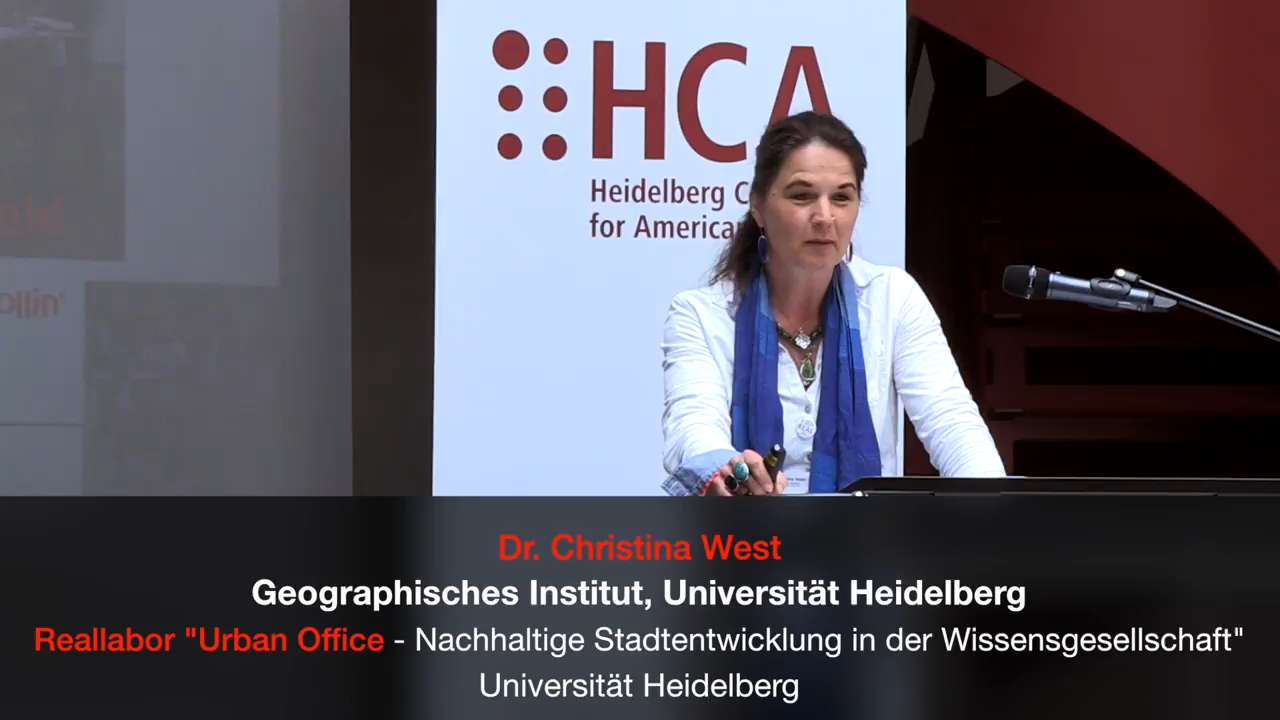 HCA
Heidelberg C
for America
ollin'
Dr. Christina West
Geographisches Institut, Universität Heidelberg
Reallabor "Urban Office - Nachhaltige Stadtentwicklung in der Wissensgesellschaft"
Universität Heidelberg